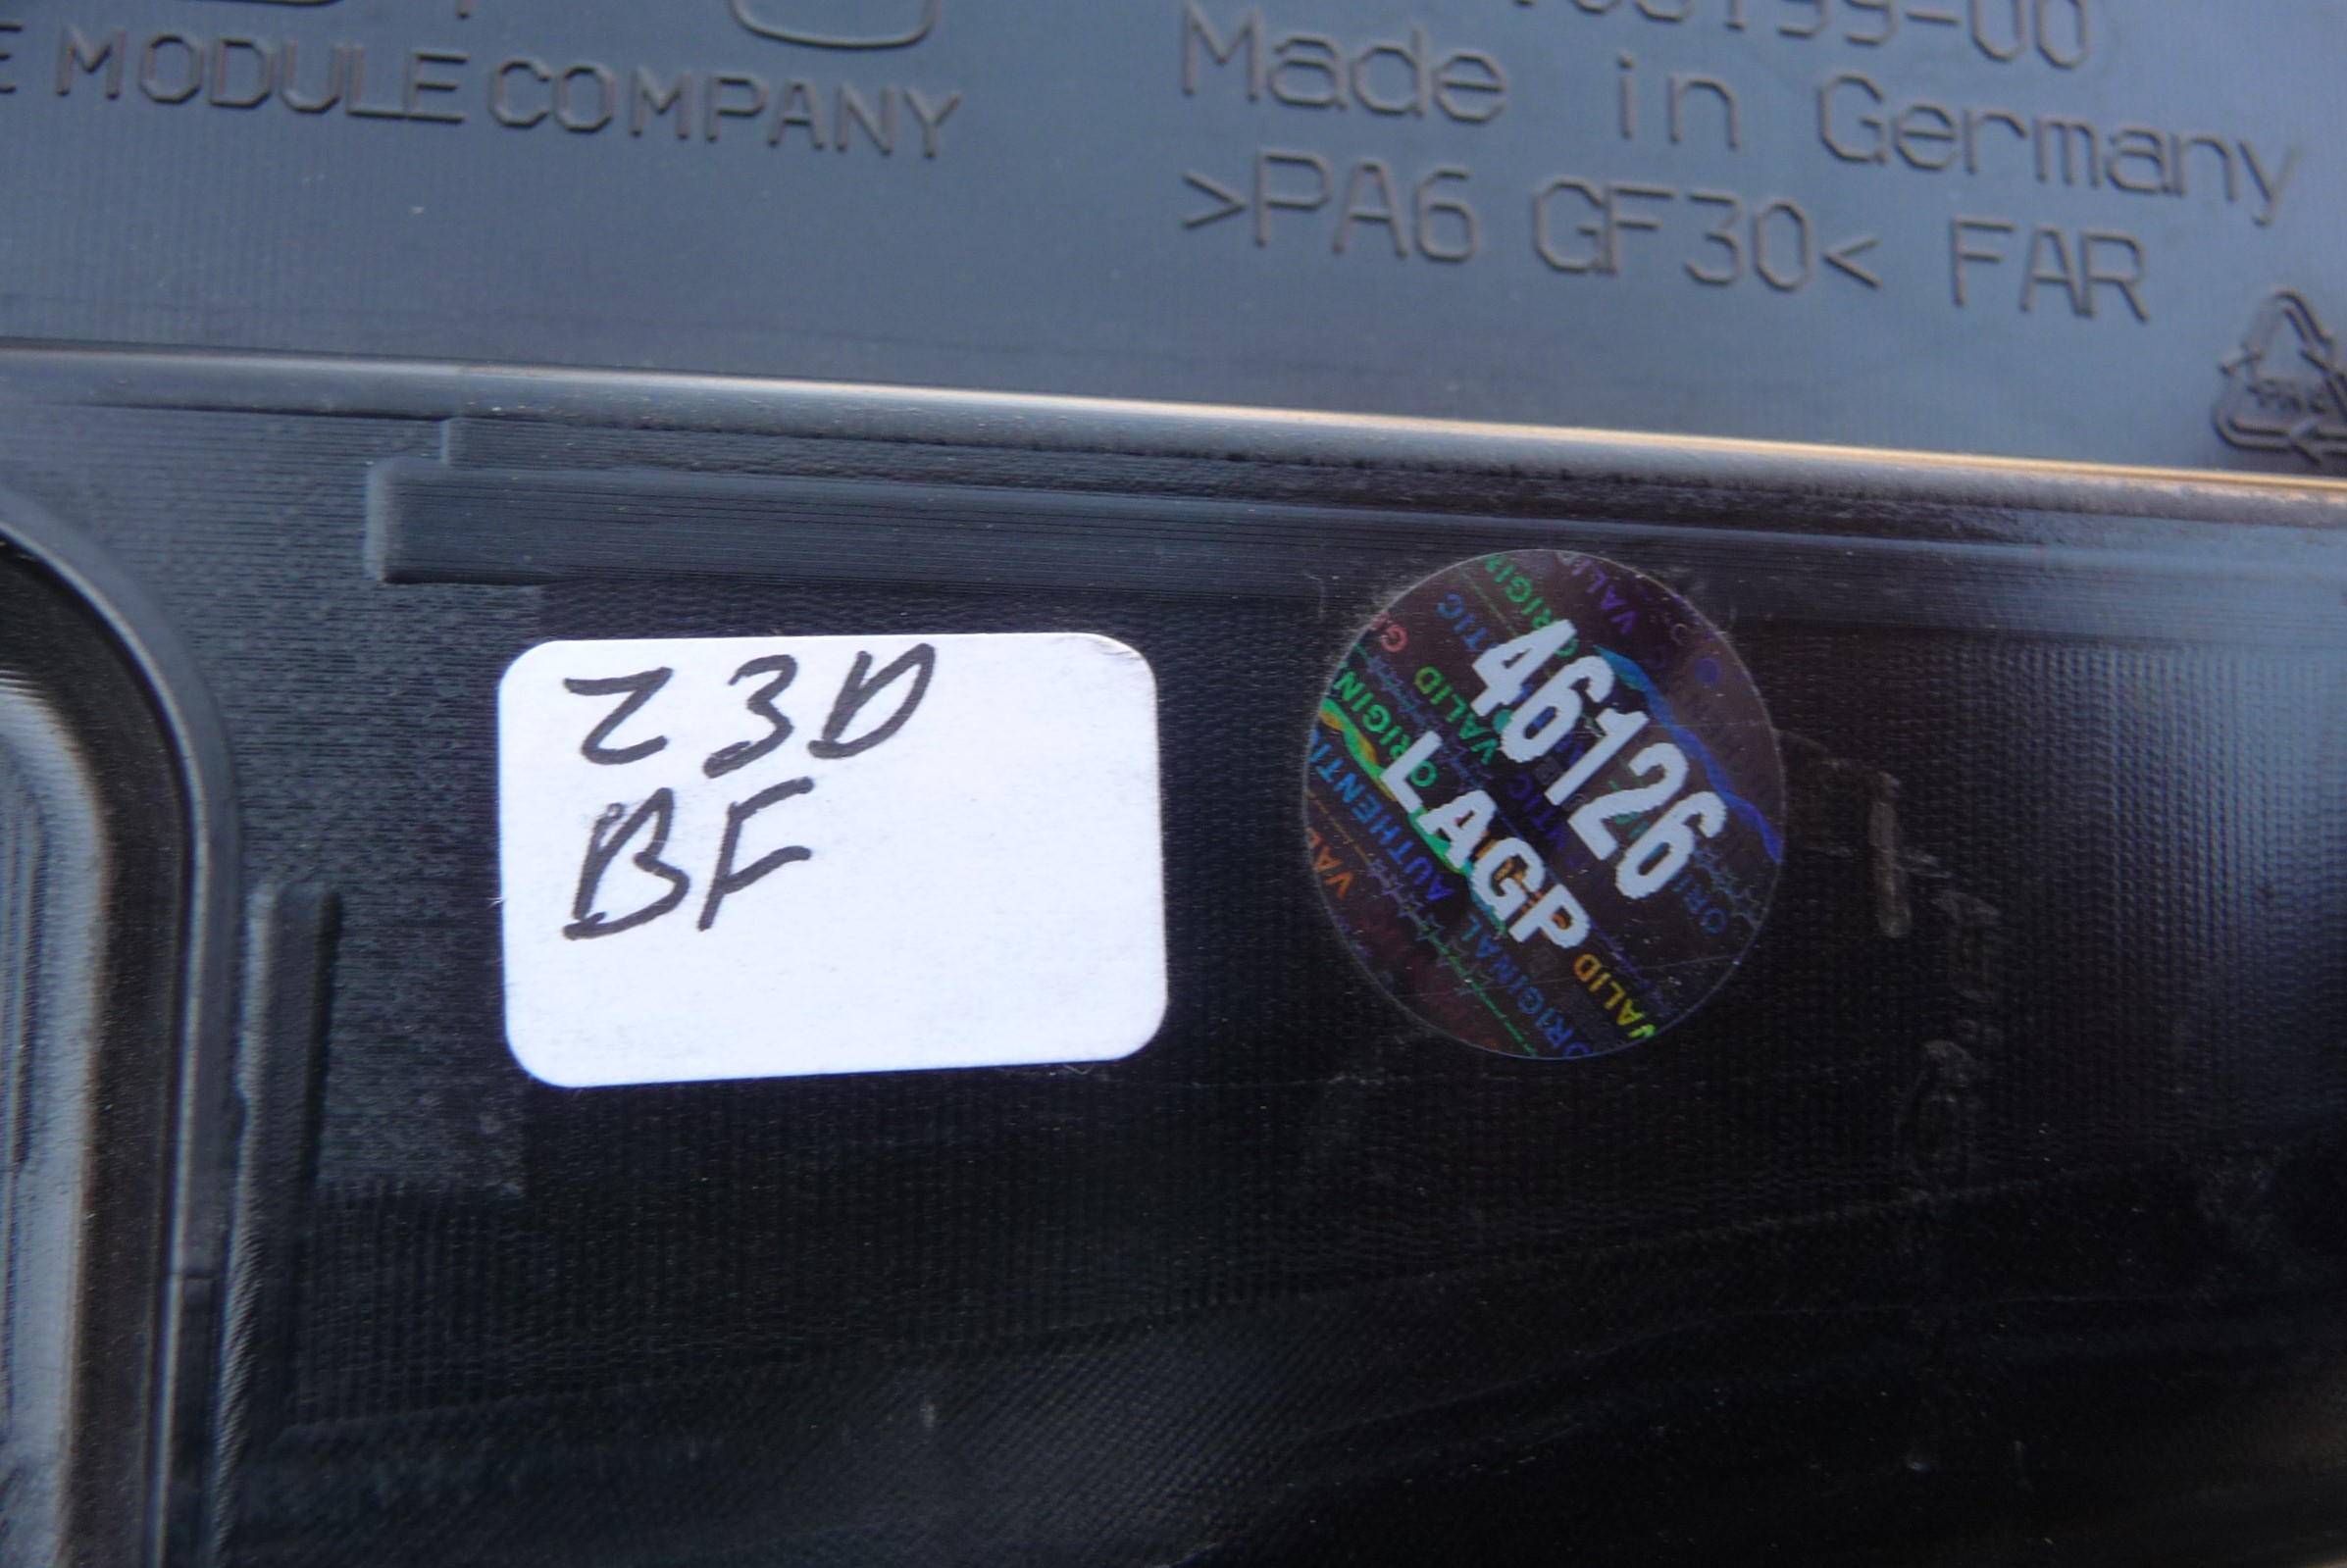 E MODULE COMPANY
Made in Germany
>PA6 GF30< FAR
Z3D
BF
46126
LAGP